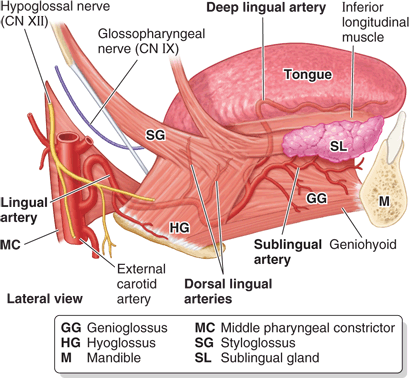 Hypoglossal nerve
(CN XII)
Glossopharyngeal
nerve (CN IX)
Deep lingual artery
Inferior
longitudinal
muscle
Tongue
SG
SL
Lingual
artery
GG
M
MC
HG
Sublingual
artery
Geniohyoid
External
carotid
artery
Dorsal lingual
arteries
Lateral view
GG Genioglossus
HG Hyoglossus
M Mandible
MC Middle pharyngeal constrictor
SG Styloglossus
SL Sublingual gland